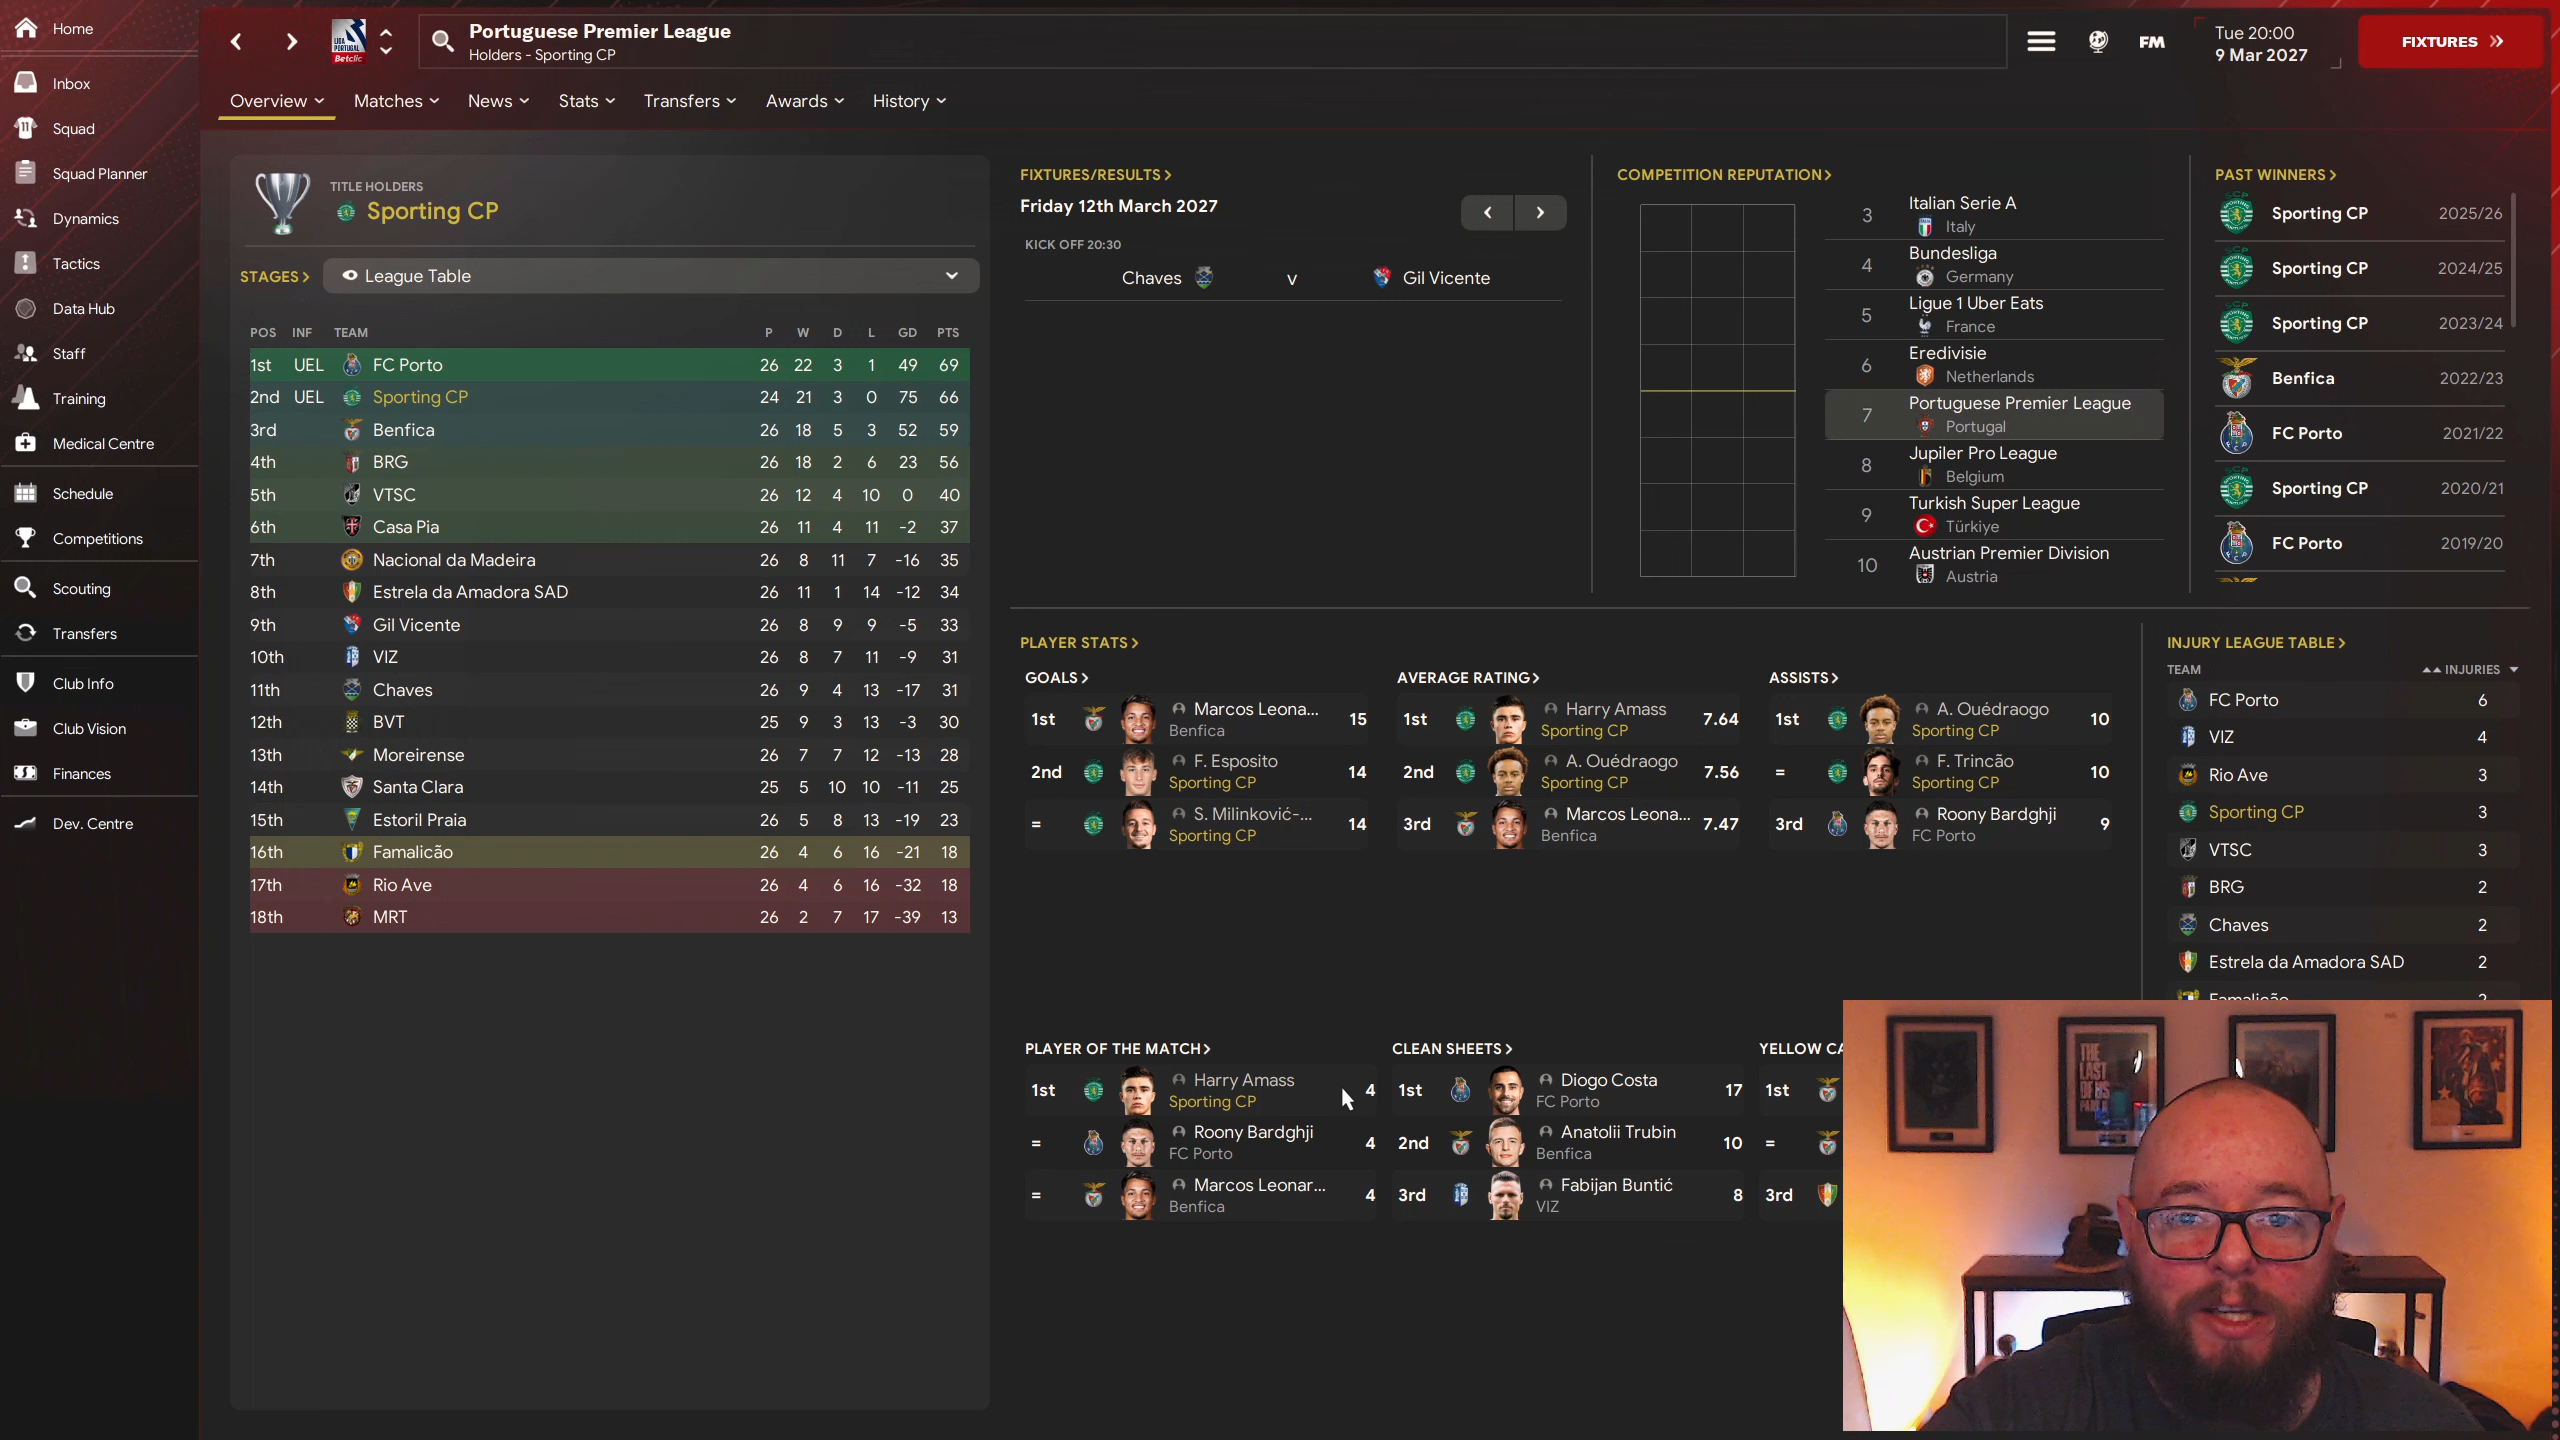 Home
Inbox
Squad
Squad Planner
Dynamics
Tactics
Data Hub
Staff
Training
Medical Centre
Schedule
Competitions
Scouting
Transfers
Club Info
Club Vision
Finances
Dev. Centre
LIGA PORTUGAL Betclic
Portuguese Premier League
Holders - Sporting CP
FM
Tue 20:00
9 Mar 2027
FIXTURES
Overview Matches News Stats Transfers Awards History
TITLE HOLDERS
Sporting CP
STAGES League Table
POS INF TEAM P W D L GD PTS
1st UEL FC Porto 26 22 3 1 49 69
2nd UEL Sporting CP 24 21 3 0 75 66
3rd Benfica 26 18 5 3 52 59
4th BRG 26 18 2 6 23 56
5th VTSC 26 12 4 10 0 40
6th Casa Pia 26 11 4 11 -2 37
7th Nacional da Madeira 26 8 11 7 -16 35
8th Estrela da Amadora SAD 26 11 1 14 -12 34
9th Gil Vicente 26 8 9 9 -5 33
10th VIZ 26 8 7 11 -9 31
11th Chaves 26 9 4 13 -17 31
12th BVT 25 9 3 13 -3 30
13th Moreirense 26 7 7 12 -13 28
14th Santa Clara 25 5 10 10 -11 25
15th Estoril Praia 26 5 8 13 -19 23
16th Famalicão 26 4 6 16 -21 18
17th Rio Ave 26 4 6 16 -32 18
18th MRT 26 2 7 17 -39 13
FIXTURES/RESULTS
Friday 12th March 2027
KICK OFF 20:30
Chaves v Gil Vicente
COMPETITION REPUTATION
3 Italian Serie A
Italy
4 Bundesliga
Germany
5 Ligue 1 Uber Eats
France
6 Eredivisie
Netherlands
7 Portuguese Premier League
Portugal
8 Jupiler Pro League
Belgium
9 Turkish Super League
Türkiye
10 Austrian Premier Division
Austria
PAST WINNERS
Sporting CP 2025/26
Sporting CP 2024/25
Sporting CP 2023/24
Benfica 2022/23
FC Porto 2021/22
Sporting CP 2020/21
FC Porto 2019/20
PLAYER STATS
GOALS
1st Marcos Leona... 15
Benfica
2nd F. Esposito 14
Sporting CP
= S. Milinković-... 14
Sporting CP
AVERAGE RATING
1st Harry Amass 7.64
Sporting CP
2nd A. Ouédraogo 7.56
Sporting CP
3rd Marcos Leona... 7.47
Benfica
ASSISTS
1st A. Ouédraogo 10
Sporting CP
= F. Trincão 10
Sporting CP
3rd Roony Bardghji 9
FC Porto
INJURY LEAGUE TABLE
TEAM INJURIES
FC Porto 6
VIZ 4
Rio Ave 3
Sporting CP 3
VTSC 3
BRG 2
Chaves 2
Estrela da Amadora SAD 2
Famalicão 2
PLAYER OF THE MATCH
1st Harry Amass 4
Sporting CP
= Roony Bardghji 4
FC Porto
= Marcos Leonar... 4
Benfica
CLEAN SHEETS
1st Diogo Costa 17
FC Porto
2nd Anatolii Trubin 10
Benfica
3rd Fabijan Buntić 8
VIZ
YELLOW CA
1st
=
3rd
THE
LAST
OF US